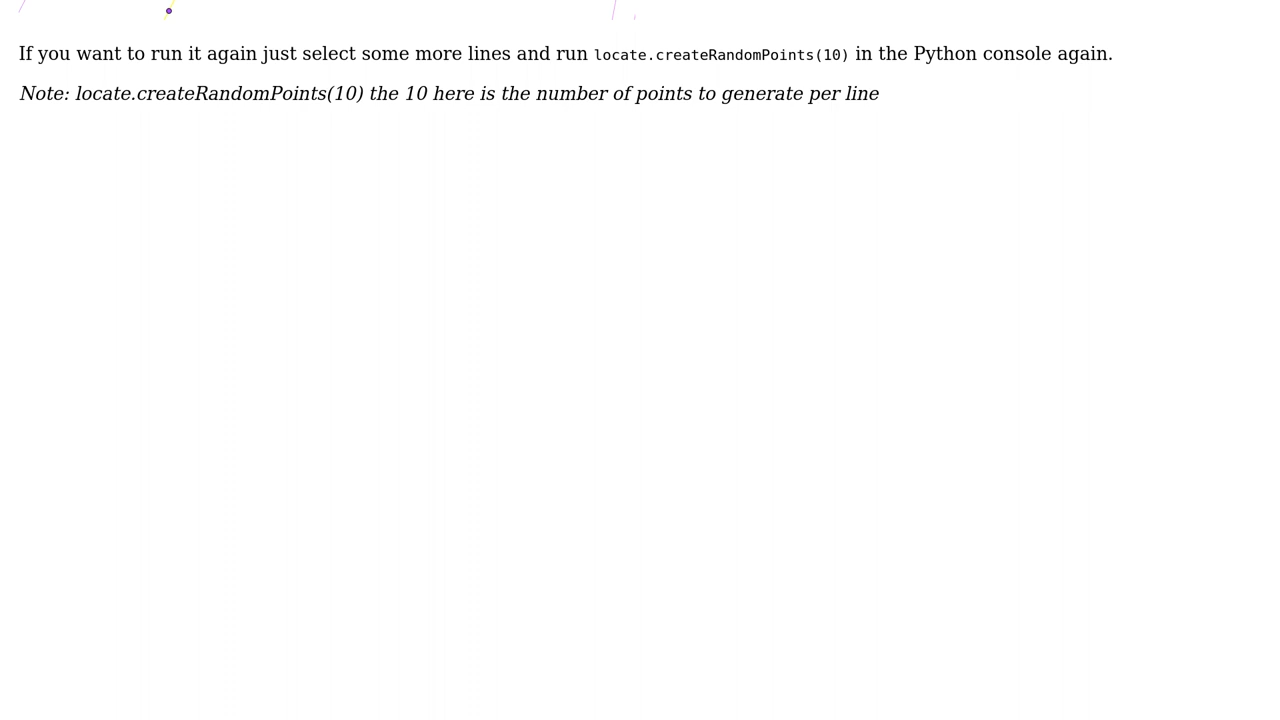 If you want to run it again just select some more lines and run locate.createRandomPoints(10) in the Python console again.
Note: locate.createRandomPoints(10) the 10 here is the number of points to generate per line